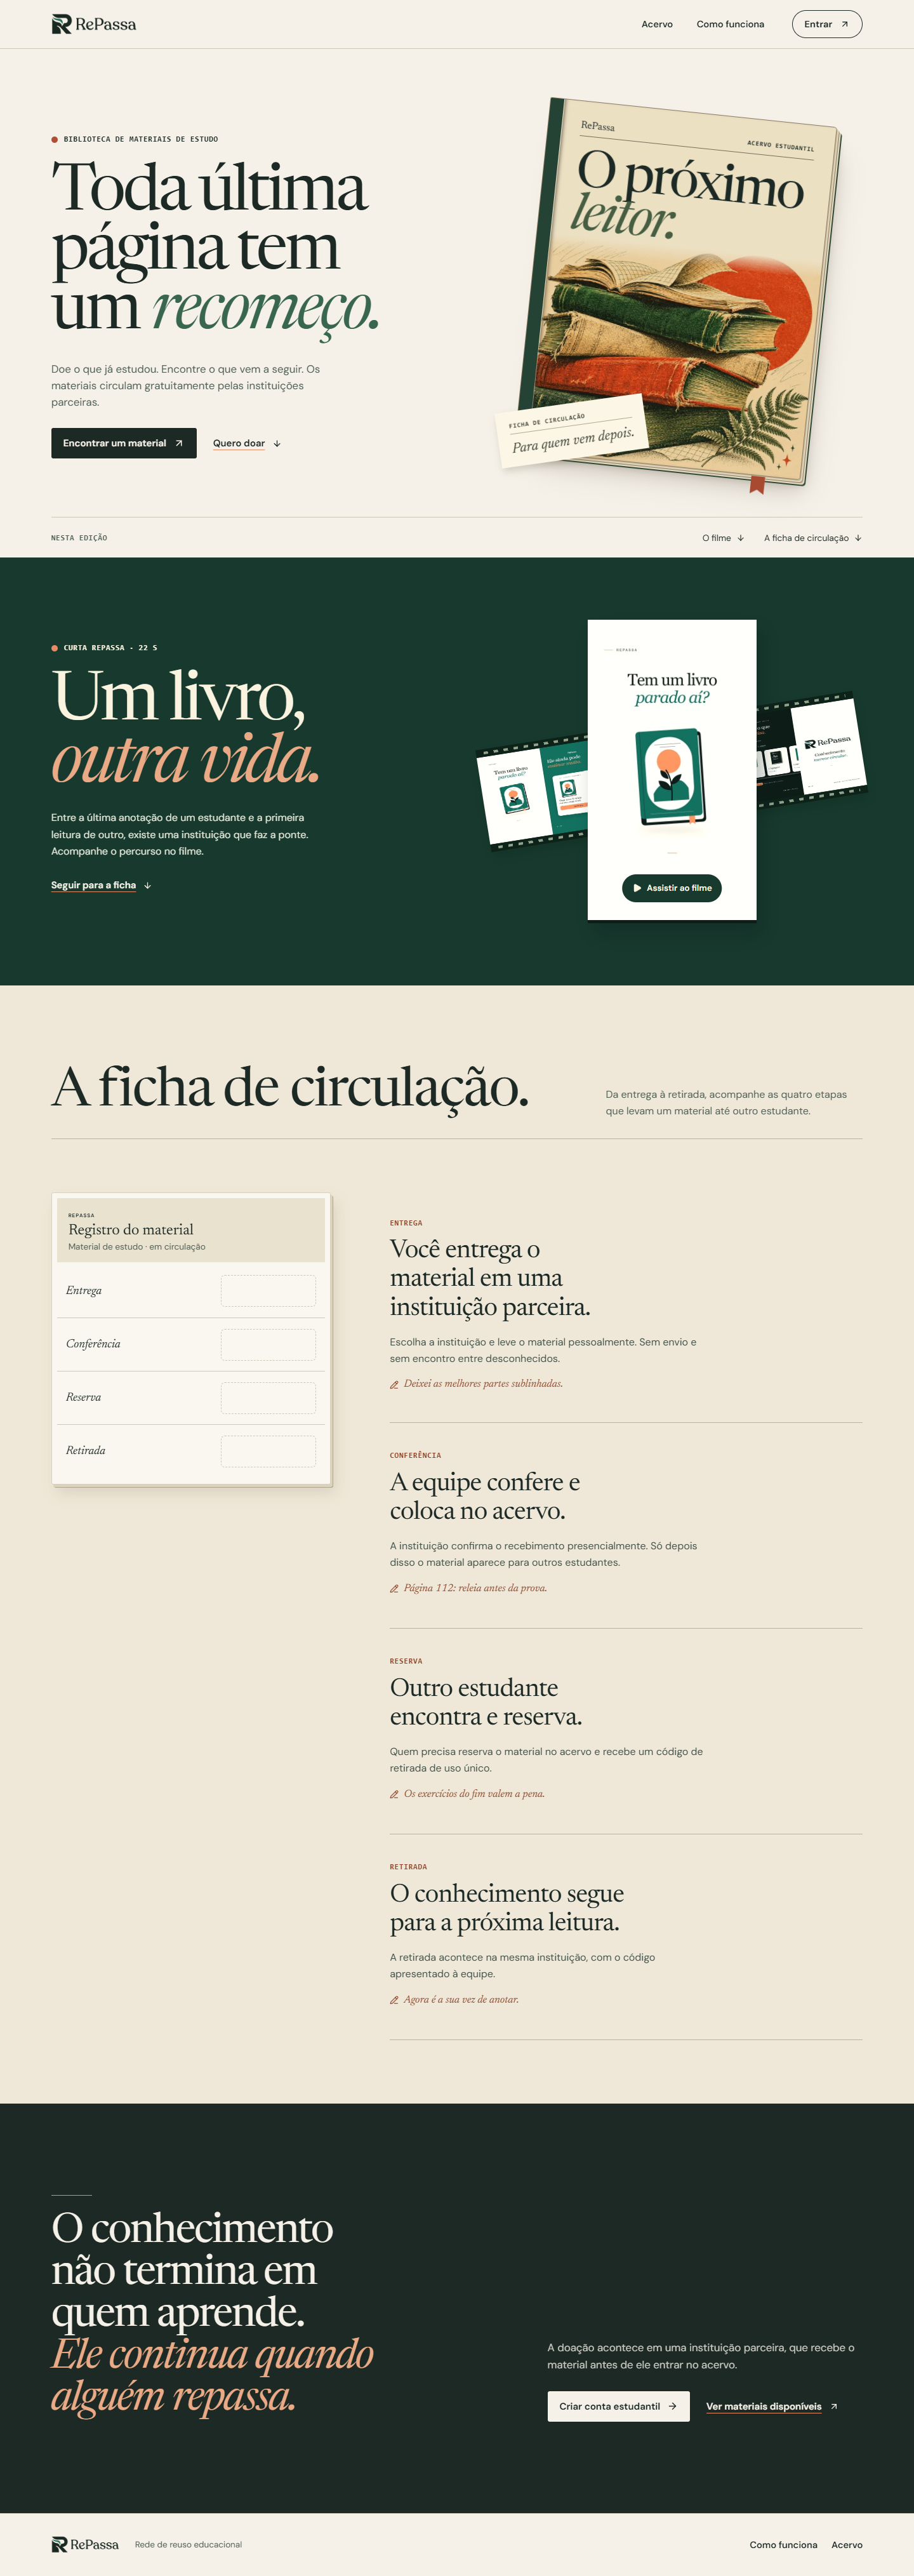 RePassa
Acervo
Como funciona
Entrar
BIBLIOTECA DE MATERIAIS DE ESTUDO
Toda última
página tem
um recomeço.
Doe o que já estudou. Encontre o que vem a seguir. Os
materiais circulam gratuitamente pelas instituições
parceiras.
Encontrar um material
Quero doar
RePassa
ACERVO ESTUDANTIL
O próximo
leitor.
FICHA DE CIRCULAÇÃO
Para quem vem depois.
NESTA EDIÇÃO
O filme
A ficha de circulação
CURTA REPASSA · 22 S
Um livro,
outra vida.
Entre a última anotação de um estudante e a primeira
leitura de outro, existe uma instituição que faz a ponte.
Acompanhe o percurso no filme.
Seguir para a ficha
REPASSA
Tem um livro
parado aí?
Assistir ao filme
Tem um livro
parado aí?
RePassa
A ficha de circulação.
Da entrega à retirada, acompanhe as quatro etapas
que levam um material até outro estudante.
REPASSA
Registro do material
Material de estudo · em circulação
Entrega
Conferência
Reserva
Retirada
ENTREGA
Você entrega o
material em uma
instituição parceira.
Escolha a instituição e leve o material pessoalmente. Sem envio e
sem encontro entre desconhecidos.
Deixei as melhores partes sublinhadas.
CONFERÊNCIA
A equipe confere e
coloca no acervo.
A instituição confirma o recebimento presencialmente. Só depois
disso o material aparece para outros estudantes.
Página 112: releia antes da prova.
RESERVA
Outro estudante
encontra e reserva.
Quem precisa reserva o material no acervo e recebe um código de
retirada de uso único.
Os exercícios do fim valem a pena.
RETIRADA
O conhecimento segue
para a próxima leitura.
A retirada acontece na mesma instituição, com o código
apresentado à equipe.
Agora é a sua vez de anotar.
O conhecimento
não termina em
quem aprende.
Ele continua quando
alguém repassa.
A doação acontece em uma instituição parceira, que recebe o
material antes de ele entrar no acervo.
Criar conta estudantil
Ver materiais disponíveis
RePassa
Rede de reuso educacional
Como funciona
Acervo